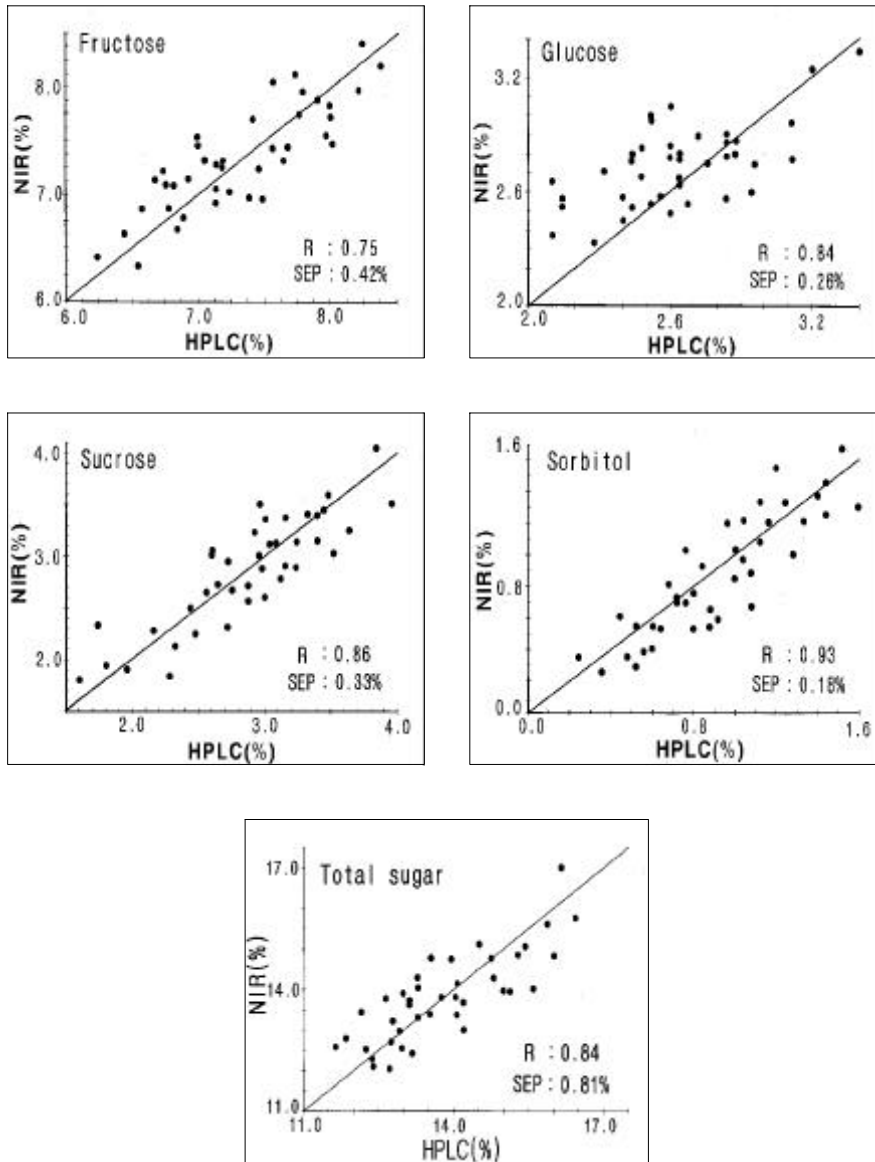 Fructose
NIR(%)
8.0
7.0
6.0
R : 0.75
SEP : 0.42%
6.0 7.0 8.0
HPLC(%)
Glucose
NIR(%)
3.2
2.6
2.0
R : 0.84
SEP : 0.26%
2.0 2.6 3.2
HPLC(%)
Sucrose
NIR(%)
4.0
3.0
2.0
R : 0.86
SEP : 0.33%
2.0 3.0 4.0
HPLC(%)
Sorbitol
NIR(%)
1.6
0.8
0.0
R : 0.93
SEP : 0.18%
0.0 0.8 1.6
HPLC(%)
Total sugar
NIR(%)
17.0
14.0
11.0
R : 0.84
SEP : 0.81%
11.0 14.0 17.0
HPLC(%)